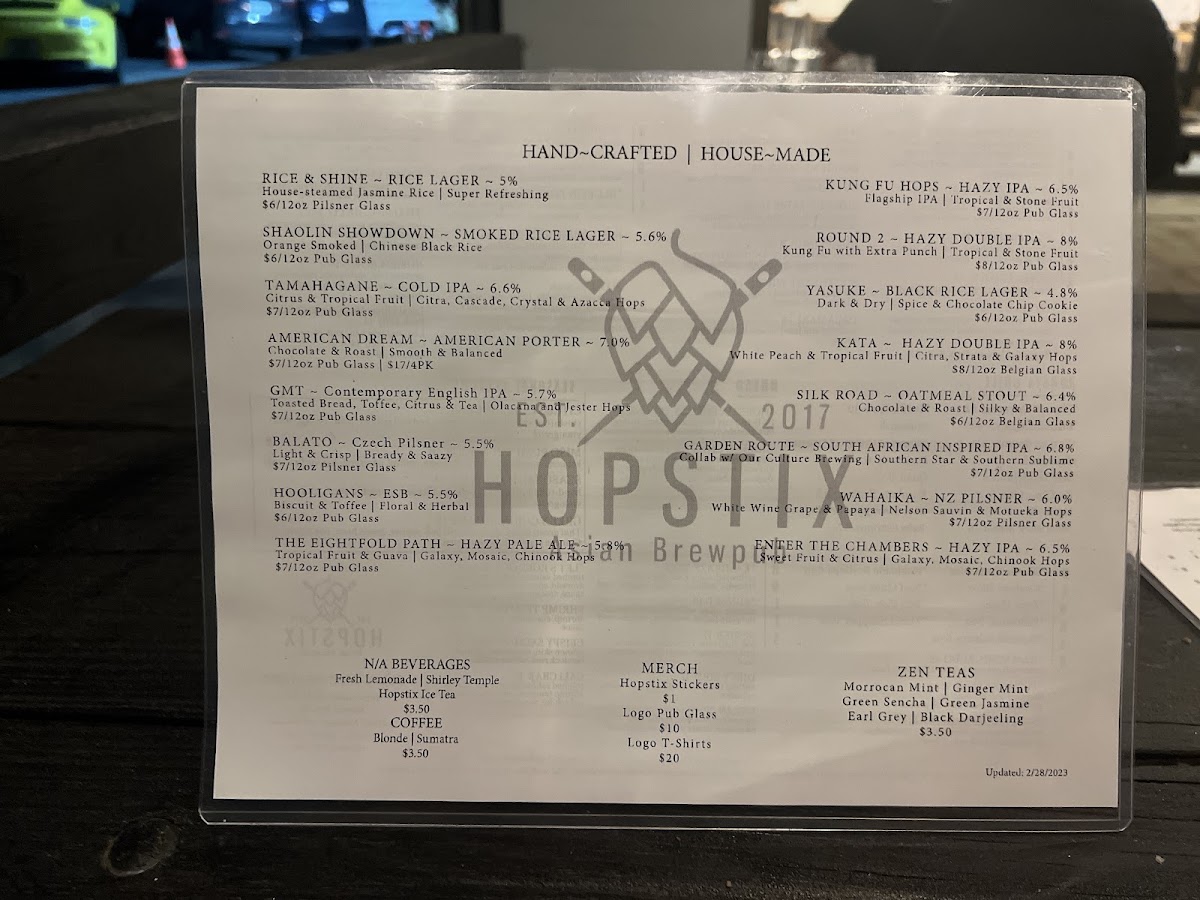 HAND~CRAFTED | HOUSE~MADE
RICE & SHINE ~ RICE LAGER ~ 5%
House-steamed Jasmine Rice | Super Refreshing
$6/12oz Pilsner Glass
SHAOLIN SHOWDOWN ~ SMOKED RICE LAGER ~ 5.6%
Orange Smoked | Chinese Black Rice
$6/12oz Pub Glass
TAMAHAGANE ~ COLD IPA ~ 6.6%
Citrus & Tropical Fruit | Citra, Cascade, Crystal & Azacca Hops
$7/12oz Pub Glass
AMERICAN DREAM ~ AMERICAN PORTER ~ 7.0%
Chocolate & Roast | Smooth & Balanced
$7/12oz Pub Glass | $17/4PK
GMT ~ Contemporary English IPA ~ 5.7%
Toasted Bread, Toffee, Citrus & Tea | Olacana and Jester Hops
$7/12oz Pub Glass
BALATO ~ Czech Pilsner ~ 5.5%
Light & Crisp | Bready & Saazy
$7/12oz Pilsner Glass
HOOLIGANS ~ ESB ~ 5.5%
Biscuit & Toffee | Floral & Herbal
$6/12oz Pub Glass
THE EIGHTFOLD PATH ~ HAZY PALE ALE ~ 5.8%
Tropical Fruit & Guava | Galaxy, Mosaic, Chinook Hops
$7/12oz Pub Glass
KUNG FU HOPS ~ HAZY IPA ~ 6.5%
Flagship IPA | Tropical & Stone Fruit
$7/12oz Pub Glass
ROUND 2 ~ HAZY DOUBLE IPA ~ 8%
Kung Fu with Extra Punch | Tropical & Stone Fruit
$8/12oz Pub Glass
YASUKE ~ BLACK RICE LAGER ~ 4.8%
Dark & Dry | Spice & Chocolate Chip Cookie
$6/12oz Pub Glass
KATA ~ HAZY DOUBLE IPA ~ 8%
White Peach & Tropical Fruit | Citra, Strata & Galaxy Hops
$8/12oz Belgian Glass
SILK ROAD ~ OATMEAL STOUT ~ 6.4%
Chocolate & Roast | Silky & Balanced
$6/12oz Belgian Glass
GARDEN ROUTE ~ SOUTH AFRICAN INSPIRED IPA ~ 6.8%
Collab w/ Our Culture Brewing | Southern Star & Southern Sublime
$7/12oz Pub Glass
WAHAIKA ~ NZ PILSNER ~ 6.0%
White Wine Grape & Papaya | Nelson Sauvin & Motueka Hops
$7/12oz Pilsner Glass
ENTER THE CHAMBERS ~ HAZY IPA ~ 6.5%
Sweet Fruit & Citrus | Galaxy, Mosaic, Chinook Hops
$7/12oz Pub Glass
EST. 2017
HOPSTIX
Asian Brewpub
N/A BEVERAGES
Fresh Lemonade | Shirley Temple
Hopstix Ice Tea
$3.50
COFFEE
Blonde | Sumatra
$3.50
MERCH
Hopstix Stickers
$1
Logo Pub Glass
$10
Logo T-Shirts
$20
ZEN TEAS
Morrocan Mint | Ginger Mint
Green Sencha | Green Jasmine
Earl Grey | Black Darjeeling
$3.50
Updated: 2/28/2023
HOPSTIX